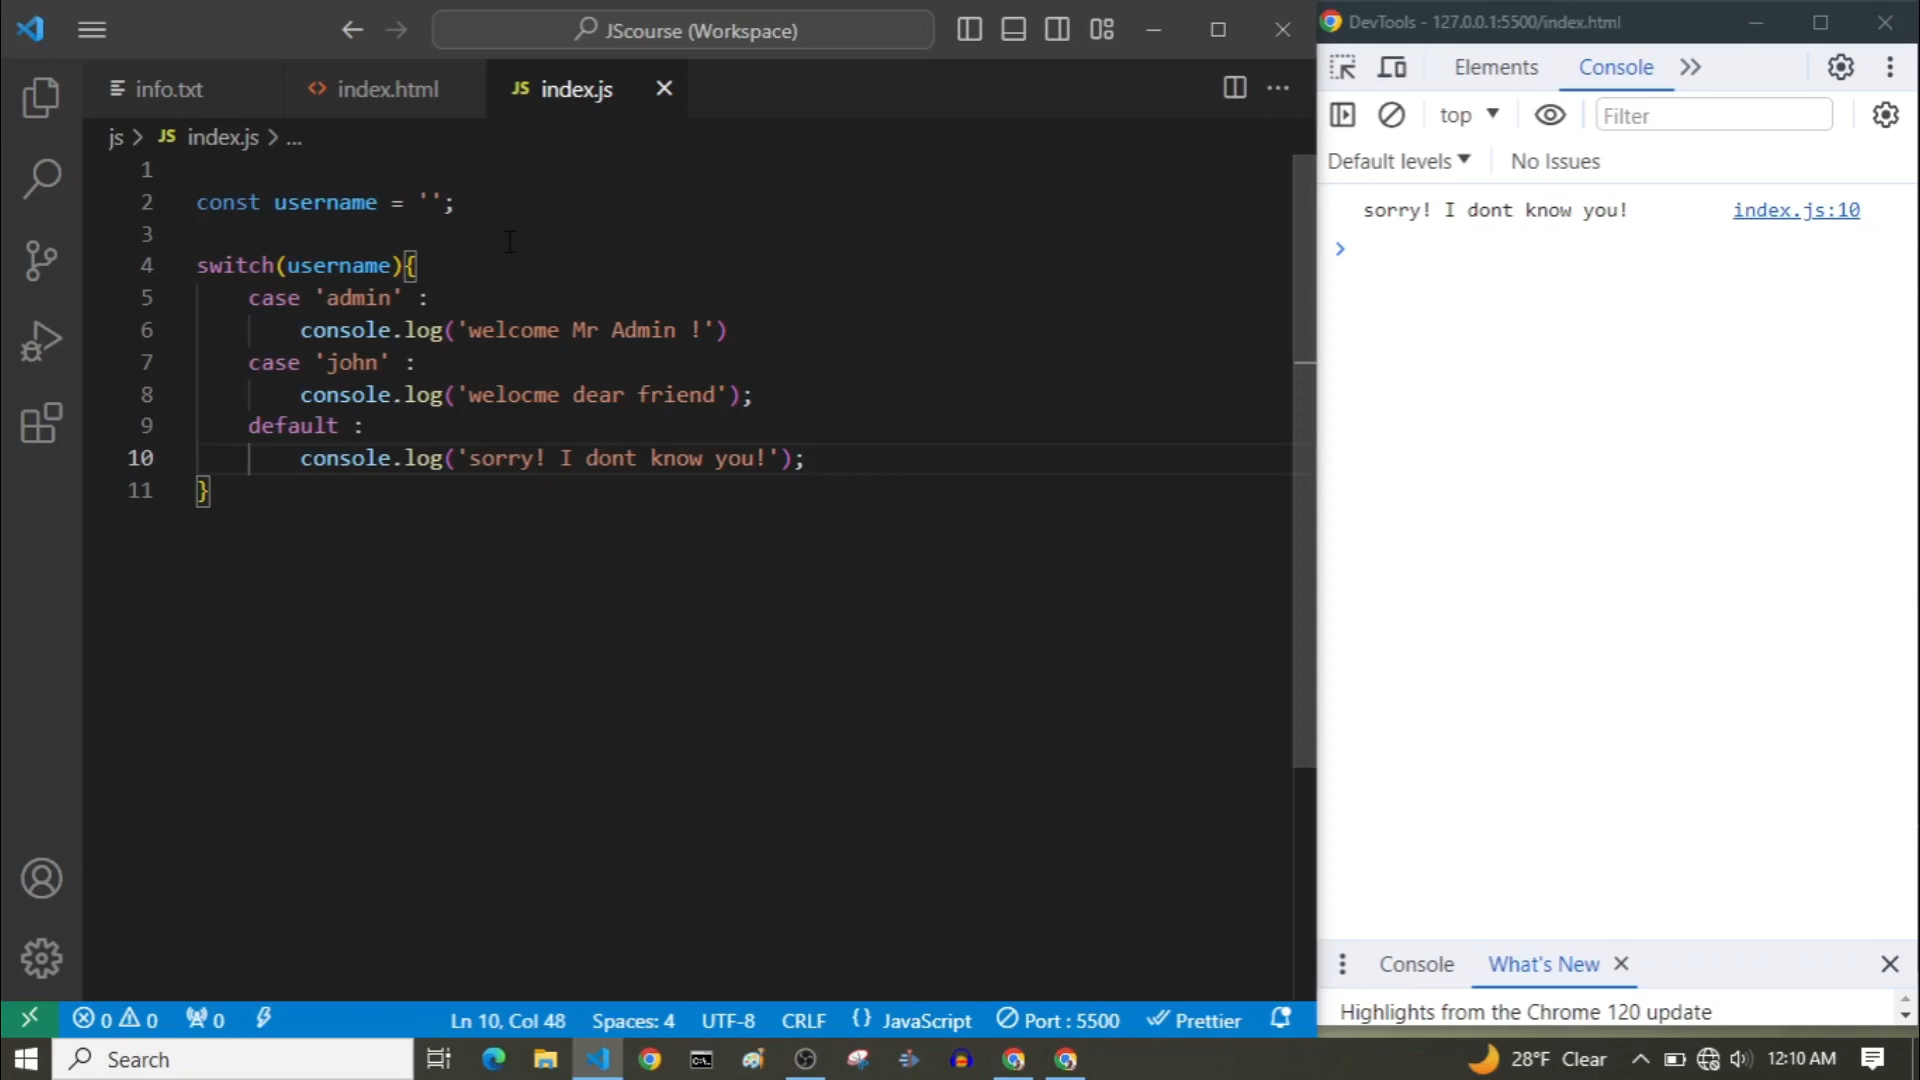 JScourse (Workspace)
info.txt
index.html
JS index.js
js > JS index.js > ...
1
2 const username = '';
3
4 switch(username){
5 case 'admin' :
6 console.log('welcome Mr Admin !')
7 case 'john' :
8 console.log('welocme dear friend');
9 default :
10 console.log('sorry! I dont know you!');
11 }
0 0 0 Ln 10, Col 48 Spaces: 4 UTF-8 CRLF {} JavaScript Port : 5500 Prettier
DevTools - 127.0.0.1:5500/index.html
Elements Console
top Filter
Default levels No Issues
sorry! I dont know you! index.js:10
Console What's New
Highlights from the Chrome 120 update
Search 28°F Clear 12:10 AM